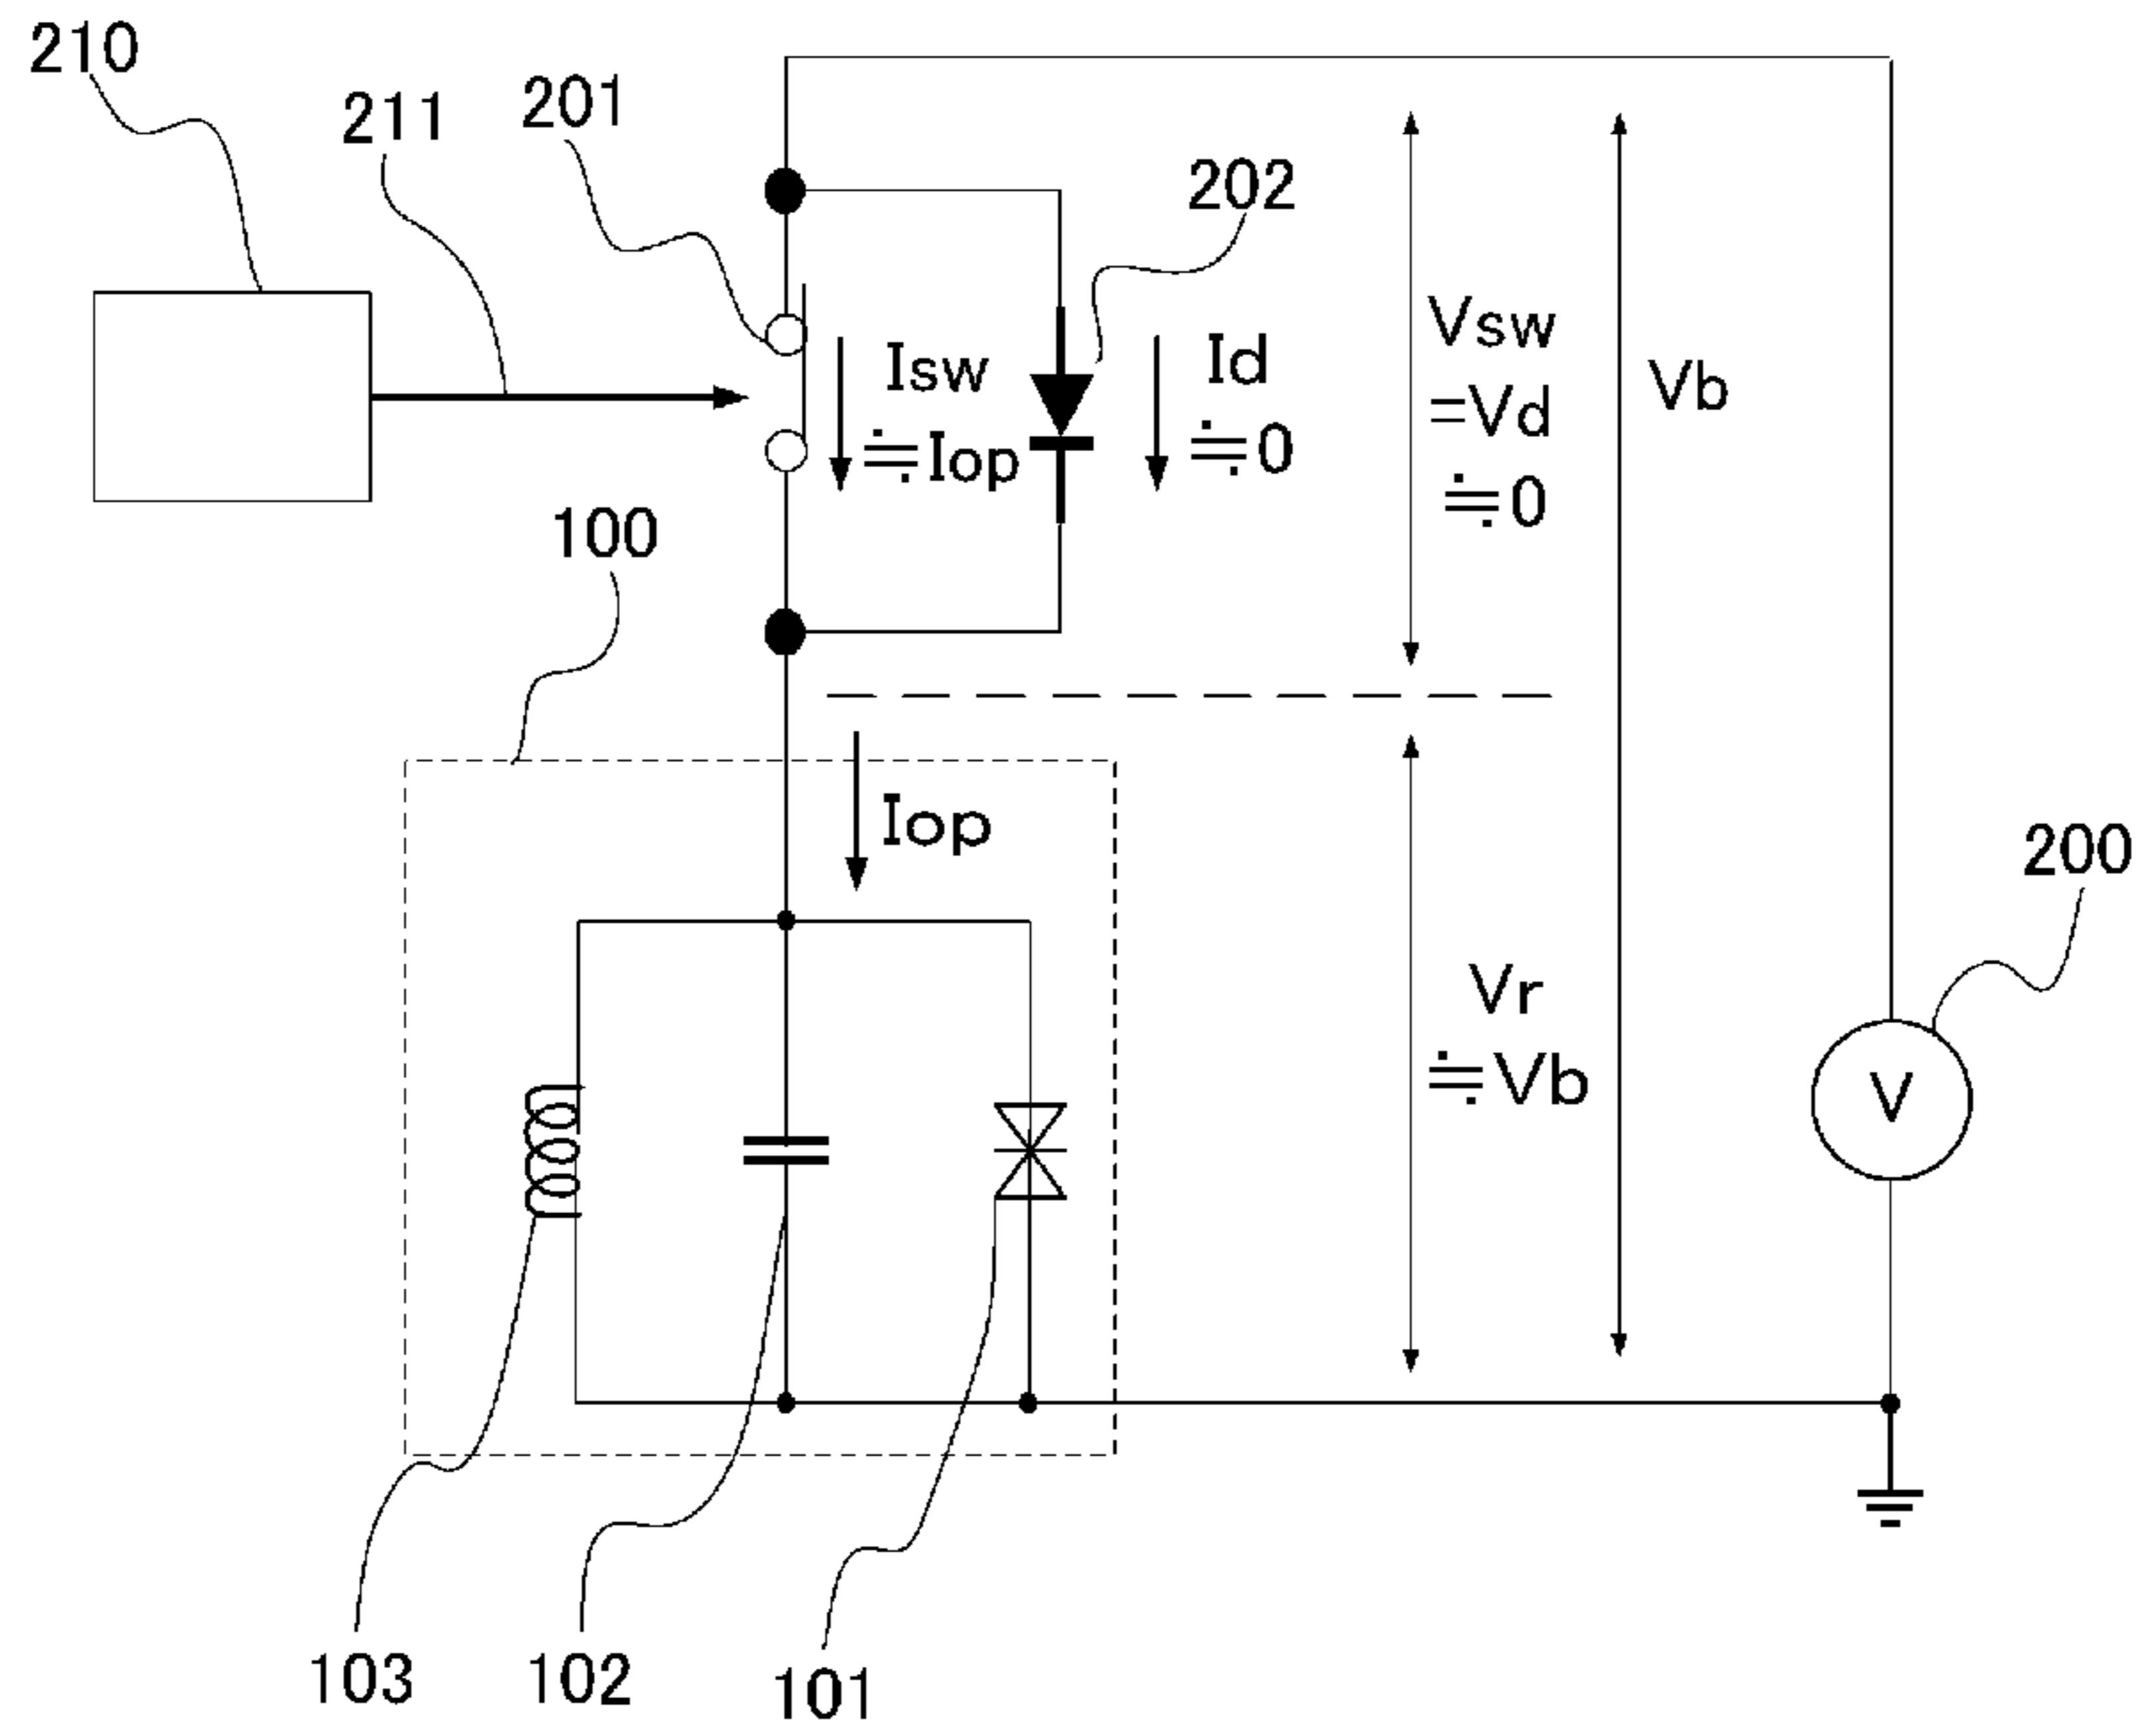 210
211
201
202
Isw
≒Iop
Id
≒0
Vsw
=Vd
≒0
Vb
100
Iop
Vr
≒Vb
200
V
103
102
101